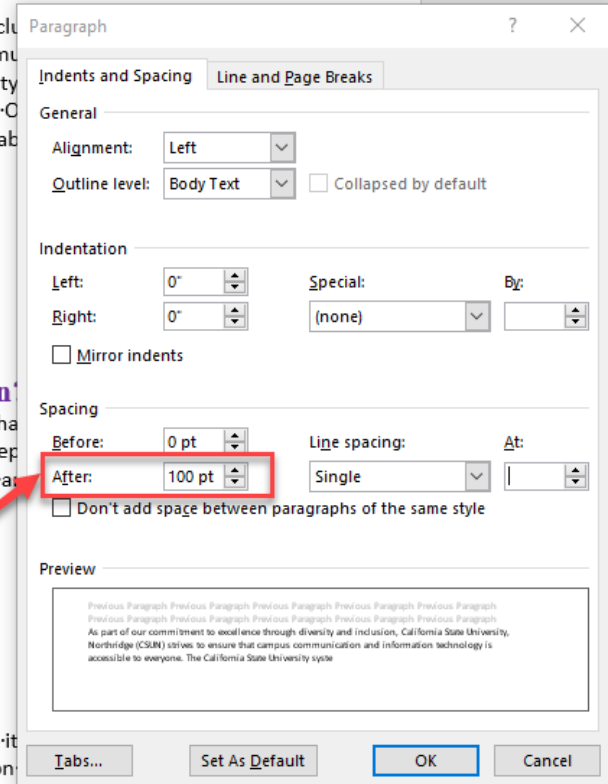 Paragraph ? ×
Indents and Spacing Line and Page Breaks
General
Alignment: Left
Outline level: Body Text Collapsed by default
Indentation
Left: 0" Special: By:
Right: 0" (none)
Mirror indents
Spacing
Before: 0 pt Line spacing: At:
After: 100 pt Single
Don't add space between paragraphs of the same style
Preview
Previous Paragraph Previous Paragraph Previous Paragraph Previous Paragraph Previous Paragraph
Previous Paragraph Previous Paragraph Previous Paragraph Previous Paragraph Previous Paragraph
As part of our commitment to excellence through diversity and inclusion, California State University,
Northridge (CSUN) strives to ensure that campus communication and information technology is
accessible to everyone. The California State University syste
Tabs... Set As Default OK Cancel